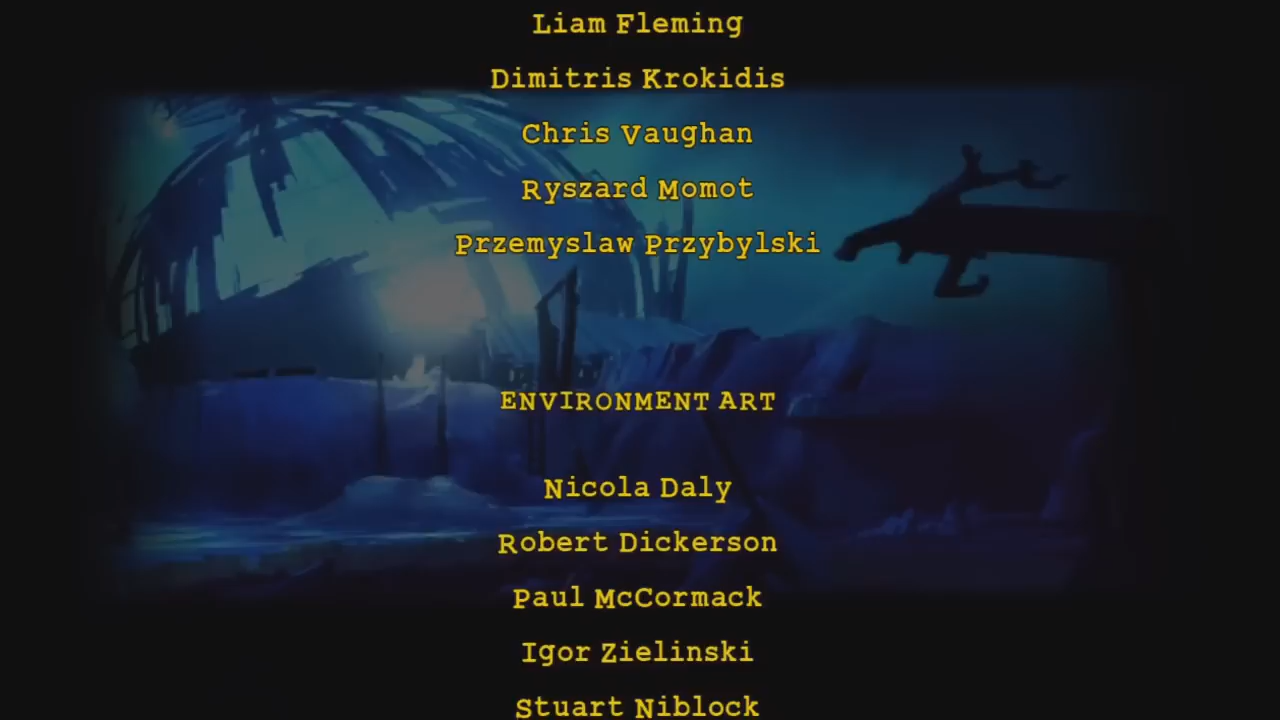 Liam Fleming
Dimitris Krokidis
Chris Vaughan
Ryszard Momot
Przemyslaw Przybylski
ENVIRONMENT ART
Nicola Daly
Robert Dickerson
Paul McCormack
Igor Zielinski
Stuart Niblock